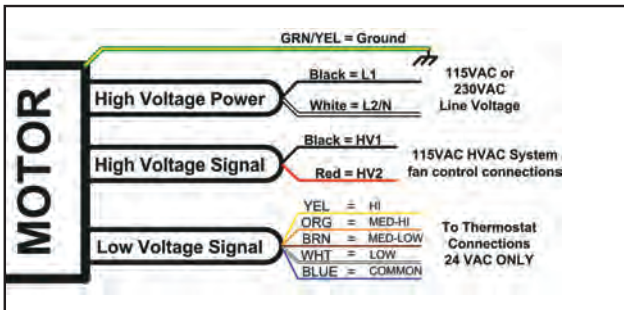 GRN/YEL = Ground
MOTOR
High Voltage Power
Black = L1
White = L2/N
115VAC or
230VAC
Line Voltage
High Voltage Signal
Black = HV1
Red = HV2
115VAC HVAC System
fan control connections
Low Voltage Signal
YEL = HI
ORG = MED-HI
BRN = MED-LOW
WHT = LOW
BLUE = COMMON
To Thermostat
Connections
24 VAC ONLY